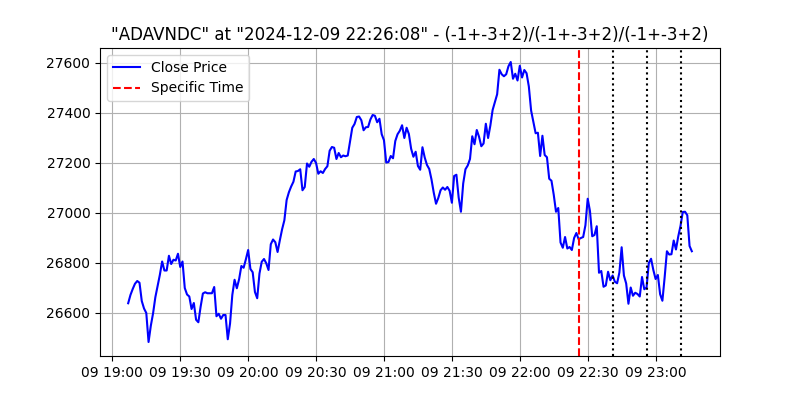 "ADAVNDC" at "2024-12-09 22:26:08" - (-1+-3+2)/(-1+-3+2)/(-1+-3+2)
Close Price
Specific Time
27600
27400
27200
27000
26800
26600
09 19:00 09 19:30 09 20:00 09 20:30 09 21:00 09 21:30 09 22:00 09 22:30 09 23:00